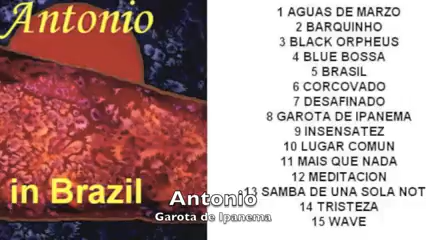 Antonio
in Brazil
1 AGUAS DE MARZO
2 BARQUINHO
3 BLACK ORPHEUS
4 BLUE BOSSA
5 BRASIL
6 CORCOVADO
7 DESAFINADO
8 GAROTA DE IPANEMA
9 INSENSATEZ
10 LUGAR COMUN
11 MAIS QUE NADA
12 MEDITACION
13 SAMBA DE UNA SOLA NOT
14 TRISTEZA
15 WAVE
Antonio
Garota de Ipanema